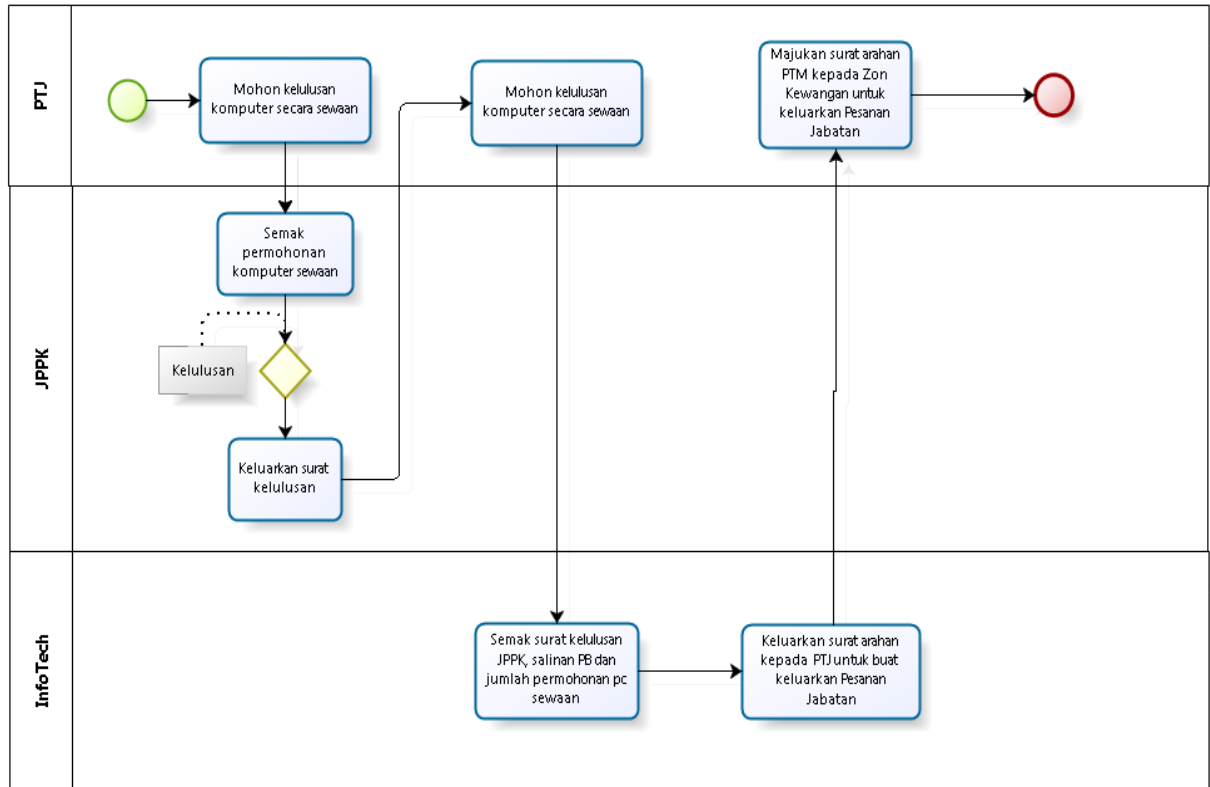 PTJ
Mohon kelulusan
komputer secara sewaan
Mohon kelulusan
komputer secara sewaan
Majukan surat arahan
PTM kepada Zon
Kewangan untuk
keluarkan Pesanan
Jabatan
JPPK
Semak
permohonan
komputer sewaan
Kelulusan
Keluarkan surat
kelulusan
InfoTech
Semak surat kelulusan
JPPK, salinan PB dan
jumlah permohonan pc
sewaan
Keluarkan surat arahan
kepada PTJ untuk buat
keluarkan Pesanan
Jabatan